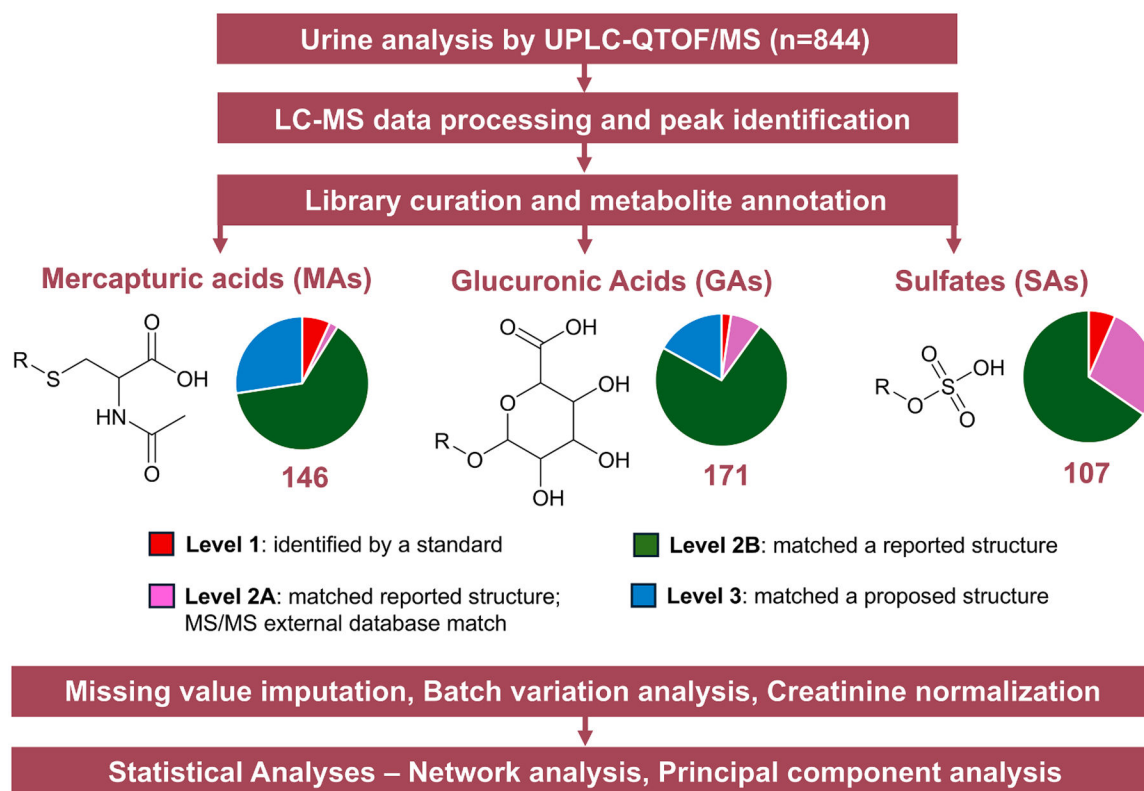 Urine analysis by UPLC-QTOF/MS (n=844)
LC-MS data processing and peak identification
Library curation and metabolite annotation
Mercapturic acids (MAs)
Glucuronic Acids (GAs)
Sulfates (SAs)
O
R
S
OH
HN
O
146
O
OH
O
OH
R
O
OH
OH
OH
171
O
R
S
OH
O
O
107
Level 1: identified by a standard
Level 2B: matched a reported structure
Level 2A: matched reported structure;
MS/MS external database match
Level 3: matched a proposed structure
Missing value imputation, Batch variation analysis, Creatinine normalization
Statistical Analyses – Network analysis, Principal component analysis